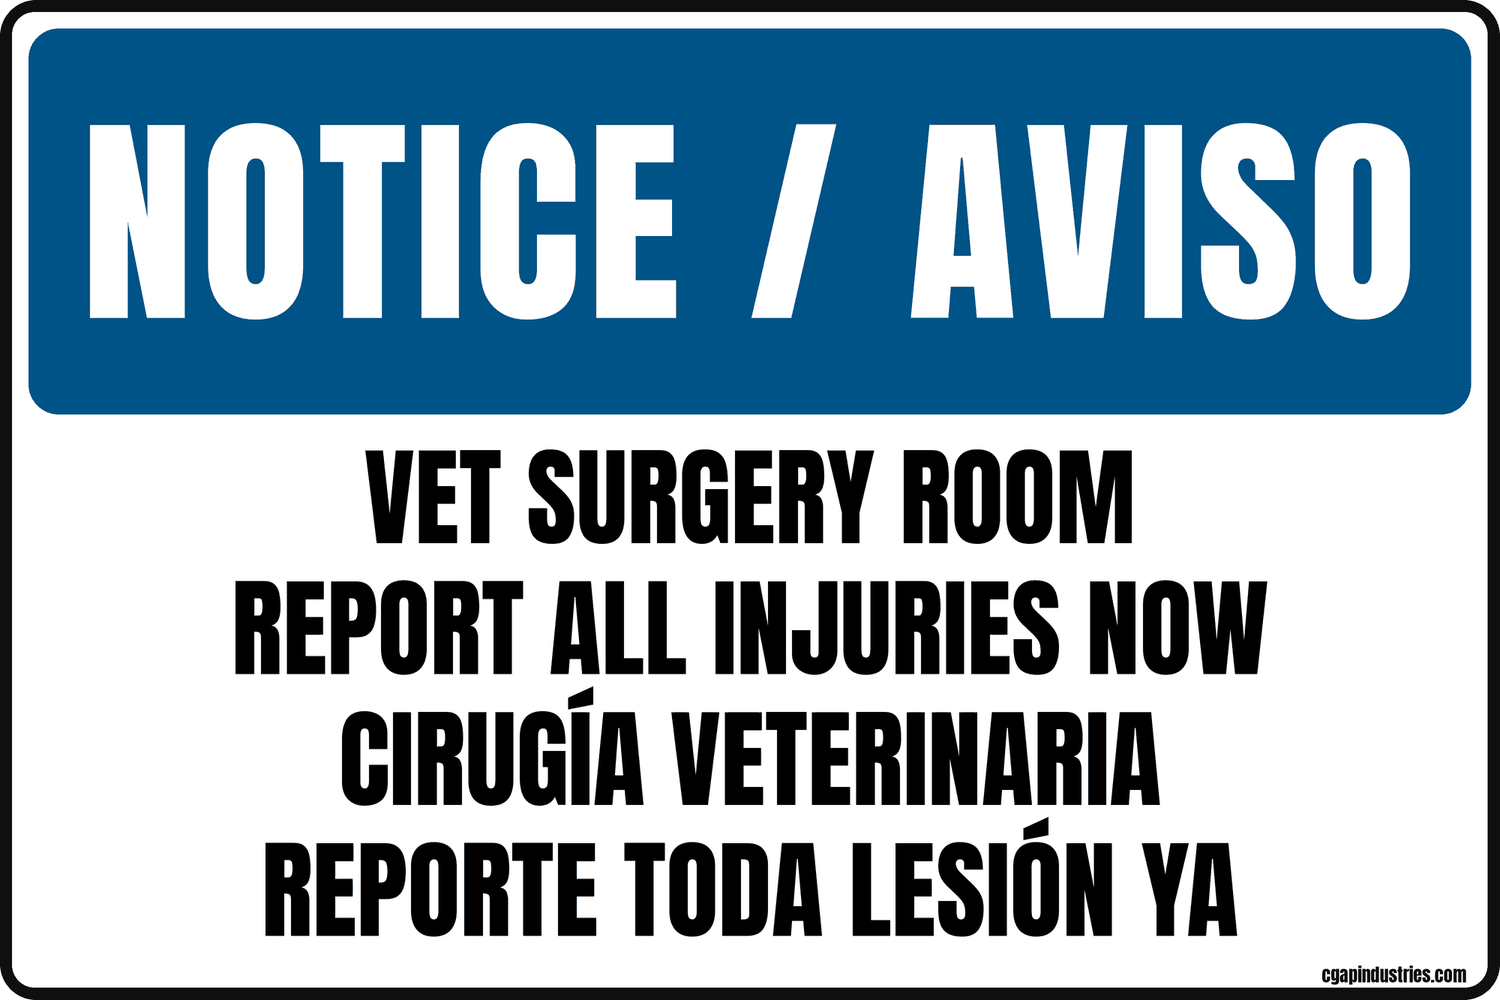 NOTICE / AVISO
VET SURGERY ROOM
REPORT ALL INJURIES NOW
CIRUGÍA VETERINARIA
REPORTE TODA LESIÓN YA
cgapindustries.com